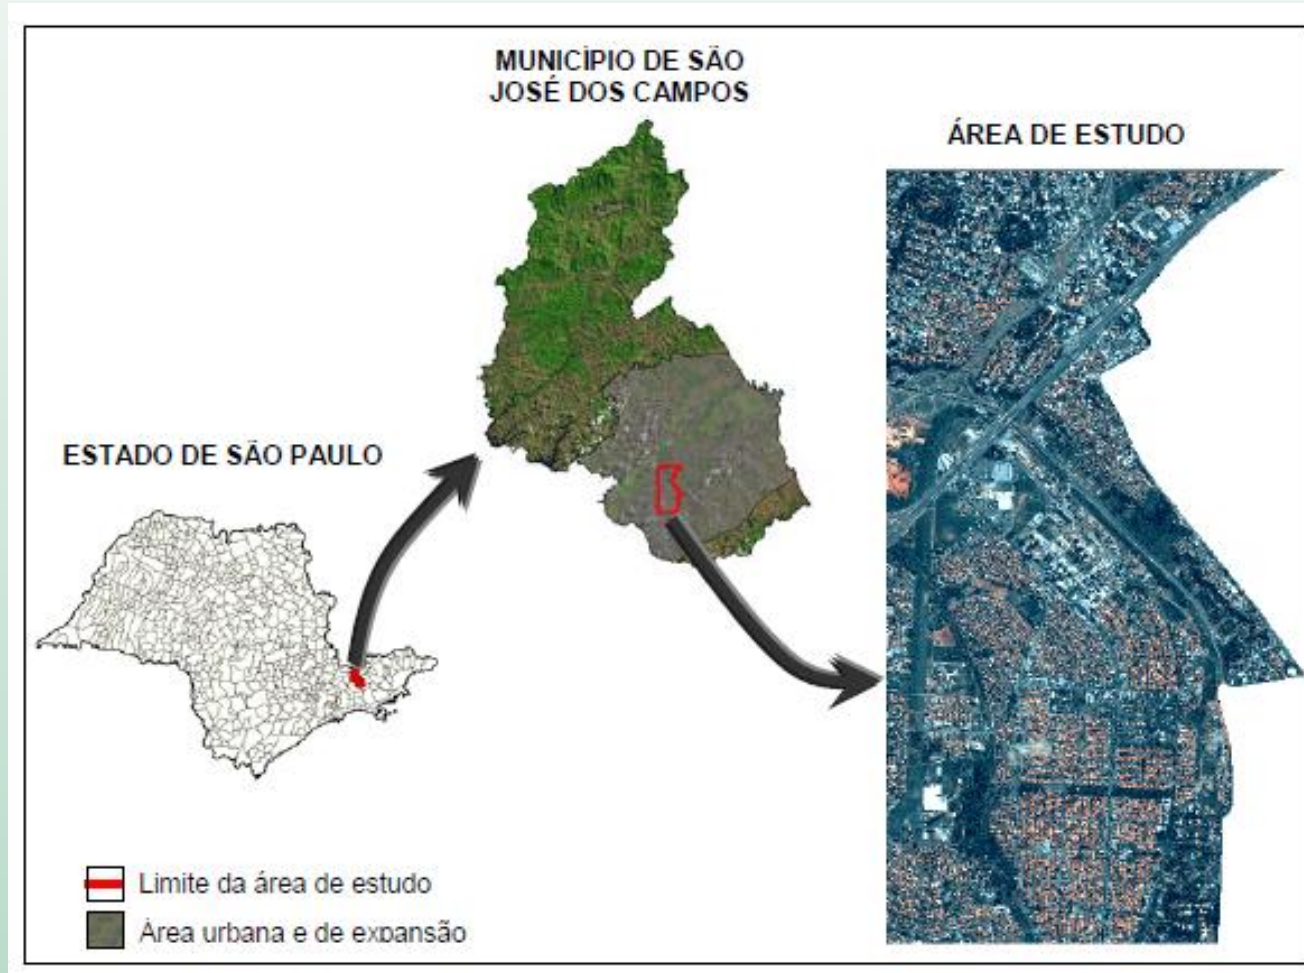 MUNICÍPIO DE SÃO
JOSÉ DOS CAMPOS
ÁREA DE ESTUDO
ESTADO DE SÃO PAULO
Limite da área de estudo
Área urbana e de expansão